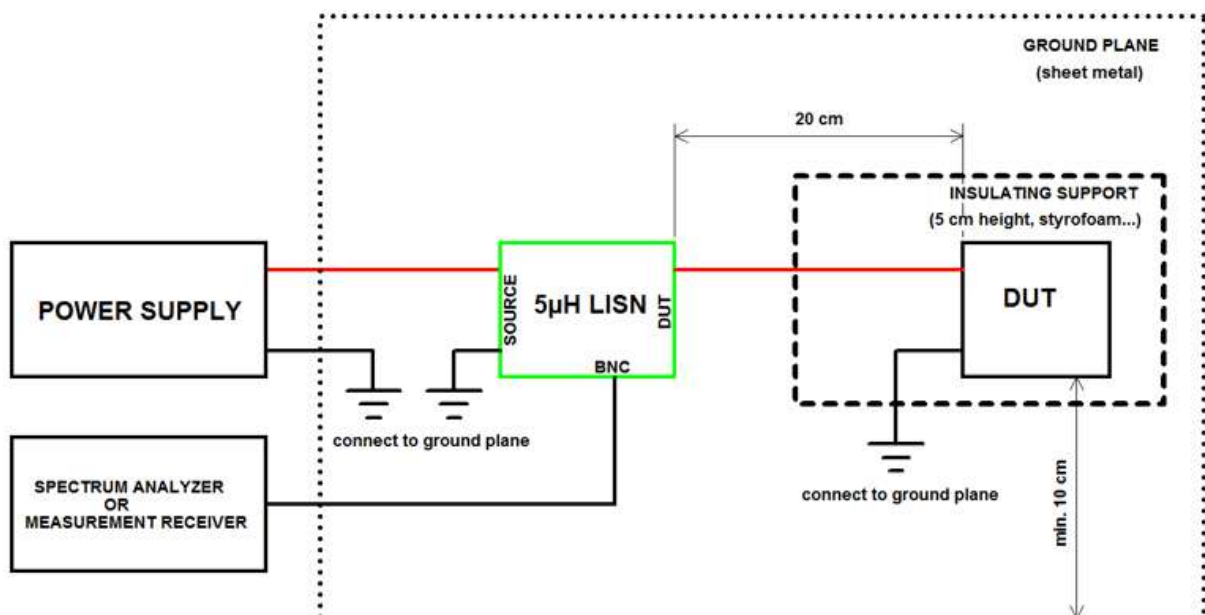 GROUND PLANE
(sheet metal)
20 cm
INSULATING SUPPORT
(5 cm height, styrofoam...)
POWER SUPPLY
SOURCE
5µH LISN
DUT
BNC
DUT
connect to ground plane
connect to ground plane
min. 10 cm
SPECTRUM ANALYZER
OR
MEASUREMENT RECEIVER